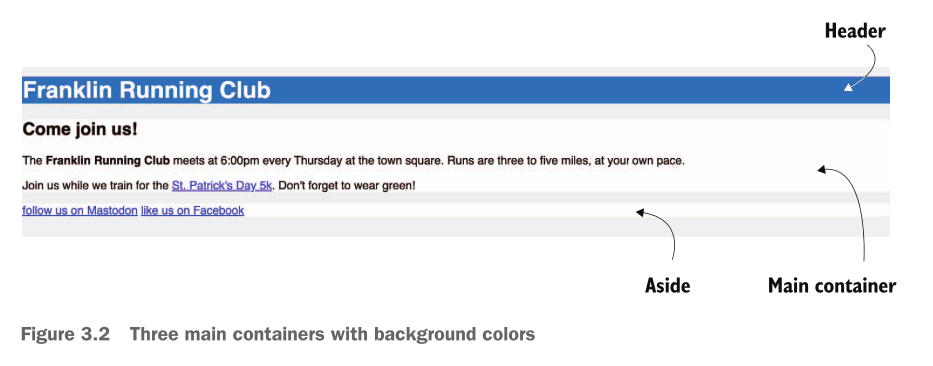 Header
Franklin Running Club
Come join us!
The Franklin Running Club meets at 6:00pm every Thursday at the town square. Runs are three to five miles, at your own pace.
Join us while we train for the St. Patrick's Day 5k. Don't forget to wear green!
follow us on Mastodon like us on Facebook
Aside
Main container
Figure 3.2 Three main containers with background colors